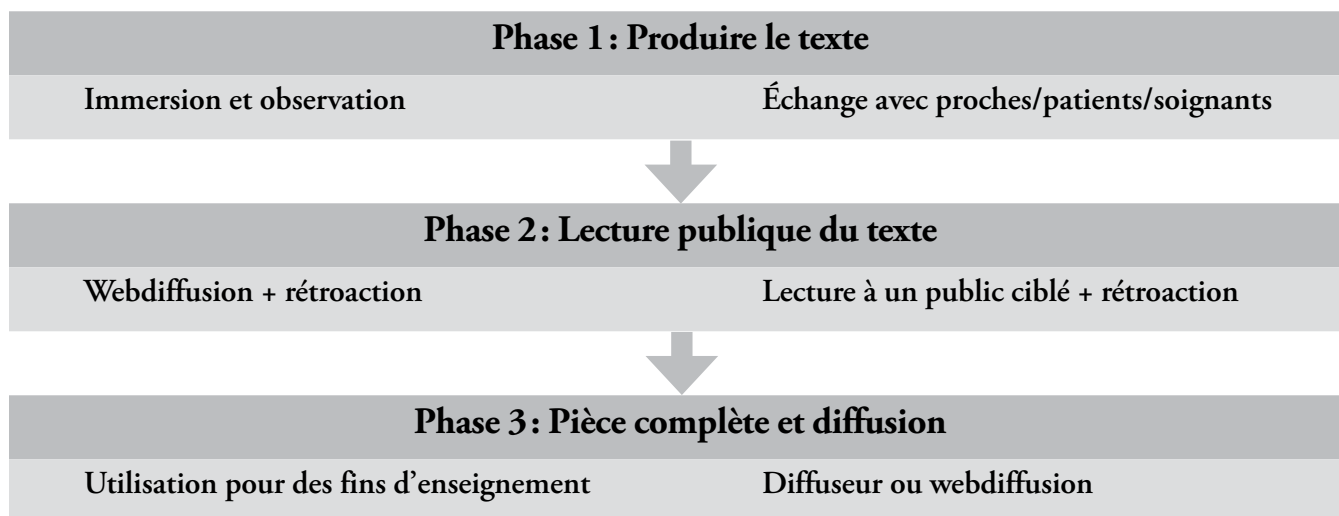 Phase 1 : Produire le texte
Immersion et observation
Échange avec proches/patients/soignants
Phase 2 : Lecture publique du texte
Webdiffusion + rétroaction
Lecture à un public ciblé + rétroaction
Phase 3 : Pièce complète et diffusion
Utilisation pour des fins d’enseignement
Diffuseur ou webdiffusion